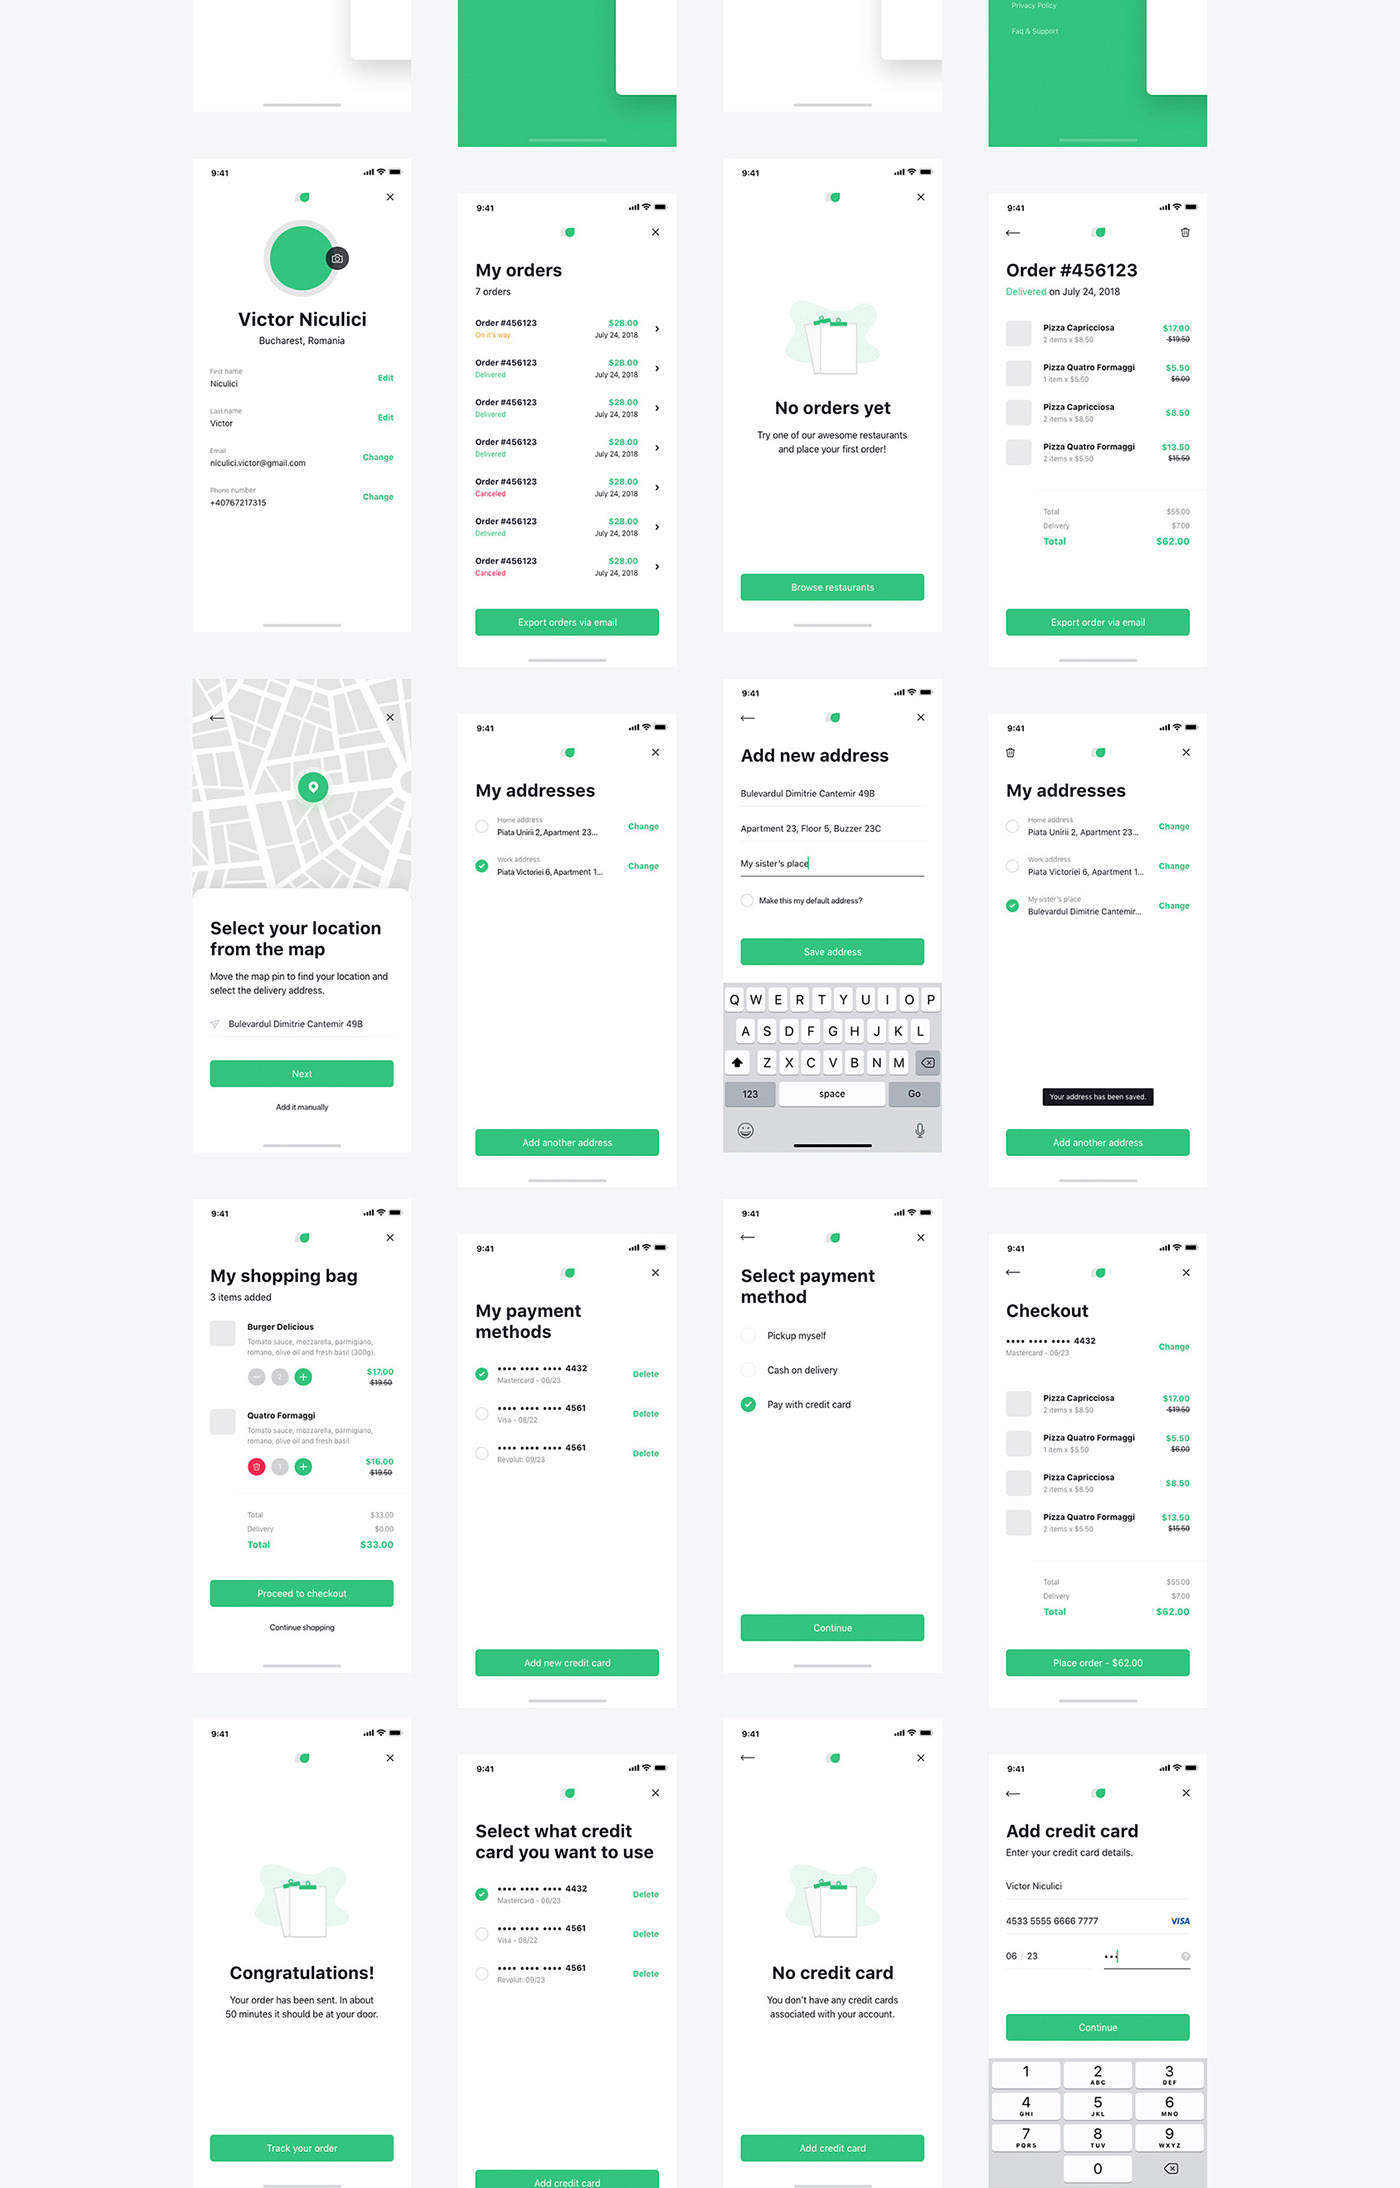 Privacy Policy
Faq & Support
9:41
Victor Niculici
Bucharest, Romania
First name
Niculici
Edit
Last name
Victor
Edit
Email
niculici.victor@gmail.com
Change
Phone number
+40767217315
Change
9:41
My orders
7 orders
Order #456123 $28.00
On it's way July 24, 2018
Order #456123 $28.00
Delivered July 24, 2018
Order #456123 $28.00
Delivered July 24, 2018
Order #456123 $28.00
Delivered July 24, 2018
Order #456123 $28.00
Canceled July 24, 2018
Order #456123 $28.00
Delivered July 24, 2018
Order #456123 $28.00
Canceled July 24, 2018
Export orders via email
9:41
No orders yet
Try one of our awesome restaurants
and place your first order!
Browse restaurants
9:41
Order #456123
Delivered on July 24, 2018
Pizza Capricciosa $17.00
2 items x $8.50 $19.50
Pizza Quatro Formaggi $5.50
1 item x $5.50 $6.00
Pizza Capricciosa
2 items x $8.50
$8.50
Pizza Quatro Formaggi $13.50
2 items x $5.50 $15.50
Total $55.00
Delivery $7.00
Total $62.00
Export order via email
Select your location
from the map
Move the map pin to find your location and
select the delivery address.
Bulevardul Dimitrie Cantemir 49B
Next
Add it manually
9:41
My addresses
Home address
Piata Unirii 2, Apartment 23...
Change
Work address
Piata Victoriei 6, Apartment 1...
Change
Add another address
9:41
Add new address
Bulevardul Dimitrie Cantemir 49B
Apartment 23, Floor 5, Buzzer 23C
My sister's place
Make this my default address?
Save address
Q W E R T Y U I O P
A S D F G H J K L
Z X C V B N M
123 space Go
9:41
My addresses
Home address
Piata Unirii 2, Apartment 23...
Change
Work address
Piata Victoriei 6, Apartment 1...
Change
My sister's place
Bulevardul Dimitrie Cantemir...
Change
Your address has been saved.
Add another address
9:41
My shopping bag
3 items added
Burger Delicious
Tomato sauce, mozzarella, parmigiano,
romano, olive oil and fresh basil (300g).
2
$17.00
$19.50
Quatro Formaggi
Tomato sauce, mozzarella, parmigiano,
romano, olive oil and fresh basil
1
$16.00
$19.50
Total $33.00
Delivery $0.00
Total $33.00
Proceed to checkout
Continue shopping
9:41
My payment
methods
•••• •••• •••• 4432
Mastercard - 06/23
Delete
•••• •••• •••• 4561
Visa - 08/22
Delete
•••• •••• •••• 4561
Revolut: 09/23
Delete
Add new credit card
9:41
Select payment
method
Pickup myself
Cash on delivery
Pay with credit card
Continue
9:41
Checkout
•••• •••• •••• 4432
Mastercard - 06/23
Change
Pizza Capricciosa $17.00
2 items x $8.50 $19.50
Pizza Quatro Formaggi $5.50
1 item x $5.50 $6.00
Pizza Capricciosa
2 items x $8.50
$8.50
Pizza Quatro Formaggi $13.50
2 items x $5.50 $15.50
Total $55.00
Delivery $7.00
Total $62.00
Place order - $62.00
9:41
Congratulations!
Your order has been sent. In about
50 minutes it should be at your door.
Track your order
9:41
Select what credit
card you want to use
•••• •••• •••• 4432
Mastercard - 06/23
Delete
•••• •••• •••• 4561
Visa - 08/22
Delete
•••• •••• •••• 4561
Revolut: 09/23
Delete
Add credit card
9:41
No credit card
You don't have any credit cards
associated with your account.
Add credit card
9:41
Add credit card
Enter your credit card details.
Victor Niculici
4533 5555 6666 7777 VISA
06 / 23 ••• ?
Continue
1 2 3
ABC DEF
4 5 6
GHI JKL MNO
7 8 9
PQRS TUV WXYZ
0